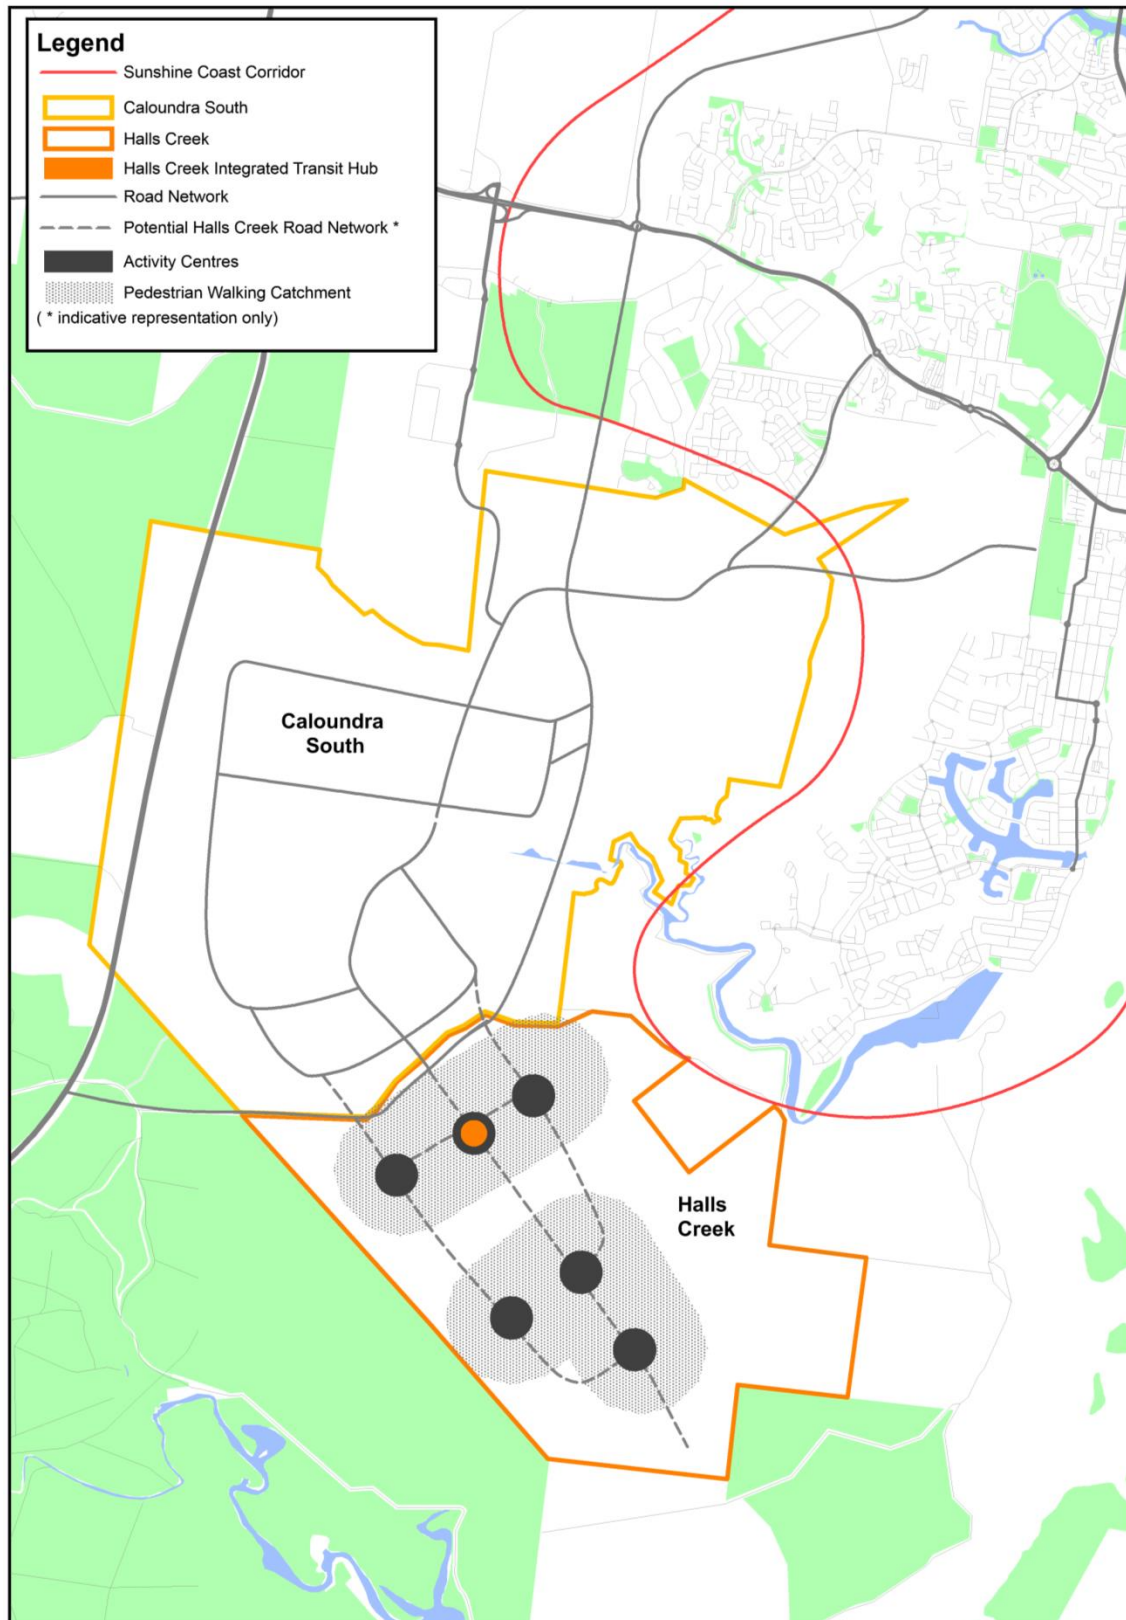 Legend
Sunshine Coast Corridor
Caloundra South
Halls Creek
Halls Creek Integrated Transit Hub
Road Network
Potential Halls Creek Road Network *
Activity Centres
Pedestrian Walking Catchment
( * indicative representation only)
Caloundra
South
Halls
Creek